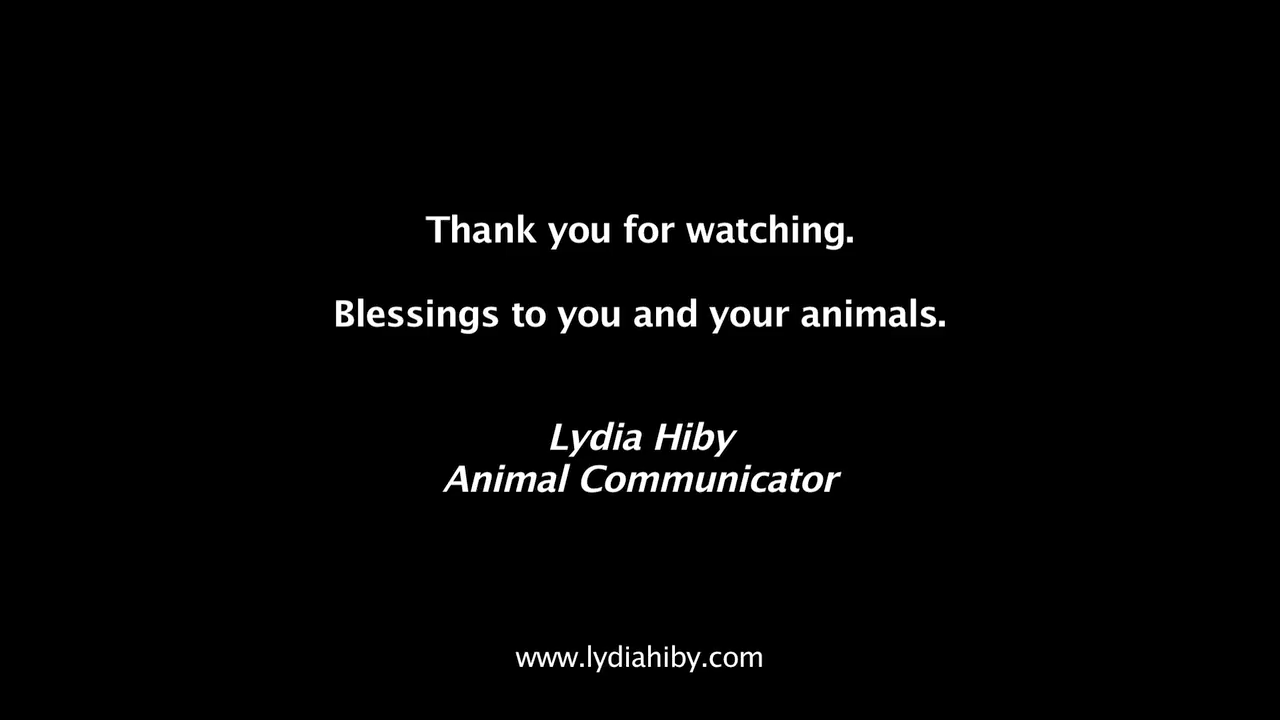 Thank you for watching.
Blessings to you and your animals.
Lydia Hiby
Animal Communicator
www.lydiahiby.com